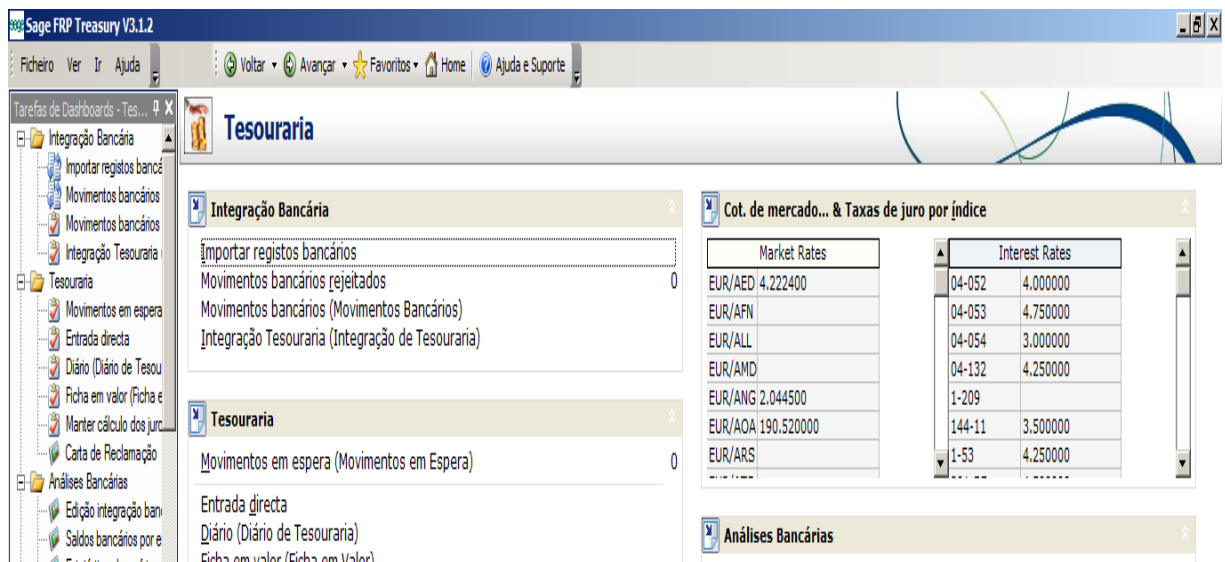 Sage FRP Treasury V3.1.2
Ficheiro Ver Ir Ajuda
Voltar Avançar Favoritos Home Ajuda e Suporte
Tarefas de Dashboards - Tes...
Integração Bancária
Importar registos bancá
Movimentos bancários
Movimentos bancários
Integração Tesouraria
Tesouraria
Movimentos em espera
Entrada directa
Diário (Diário de Tesou
Ficha em valor (Ficha e
Manter cálculo dos juro
Carta de Reclamação
Análises Bancárias
Edição integração ban
Saldos bancários por e
Tesouraria
Integração Bancária
Importar registos bancários
Movimentos bancários rejeitados 0
Movimentos bancários (Movimentos Bancários)
Integração Tesouraria (Integração de Tesouraria)
Tesouraria
Movimentos em espera (Movimentos em Espera) 0
Entrada directa
Diário (Diário de Tesouraria)
Ficha em valor (Ficha em Valor)
Cot. de mercado... & Taxas de juro por índice
Market Rates
EUR/AED 4.222400
EUR/AFN
EUR/ALL
EUR/AMD
EUR/ANG 2.044500
EUR/AOA 190.520000
EUR/ARS
Interest Rates
04-052 4.000000
04-053 4.750000
04-054 3.000000
04-132 4.250000
1-209
144-11 3.500000
1-53 4.250000
Análises Bancárias